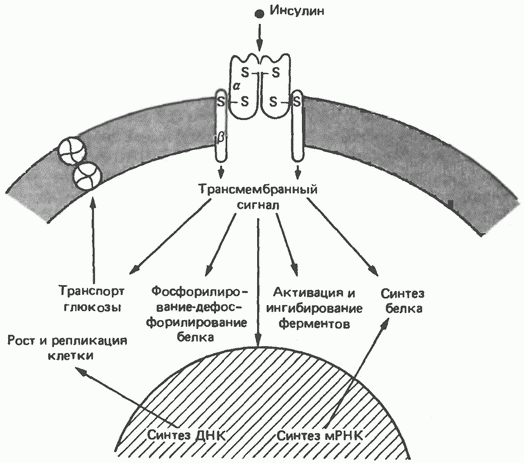 Инсулин
S S
α
S S S S
β
Трансмембранный
сигнал
Транспорт
глюкозы
Фосфорилиро-
вание-дефос-
форилирование
белка
Активация и
ингибирование
ферментов
Синтез
белка
Рост и репликация
клетки
Синтез ДНК
Синтез мРНК